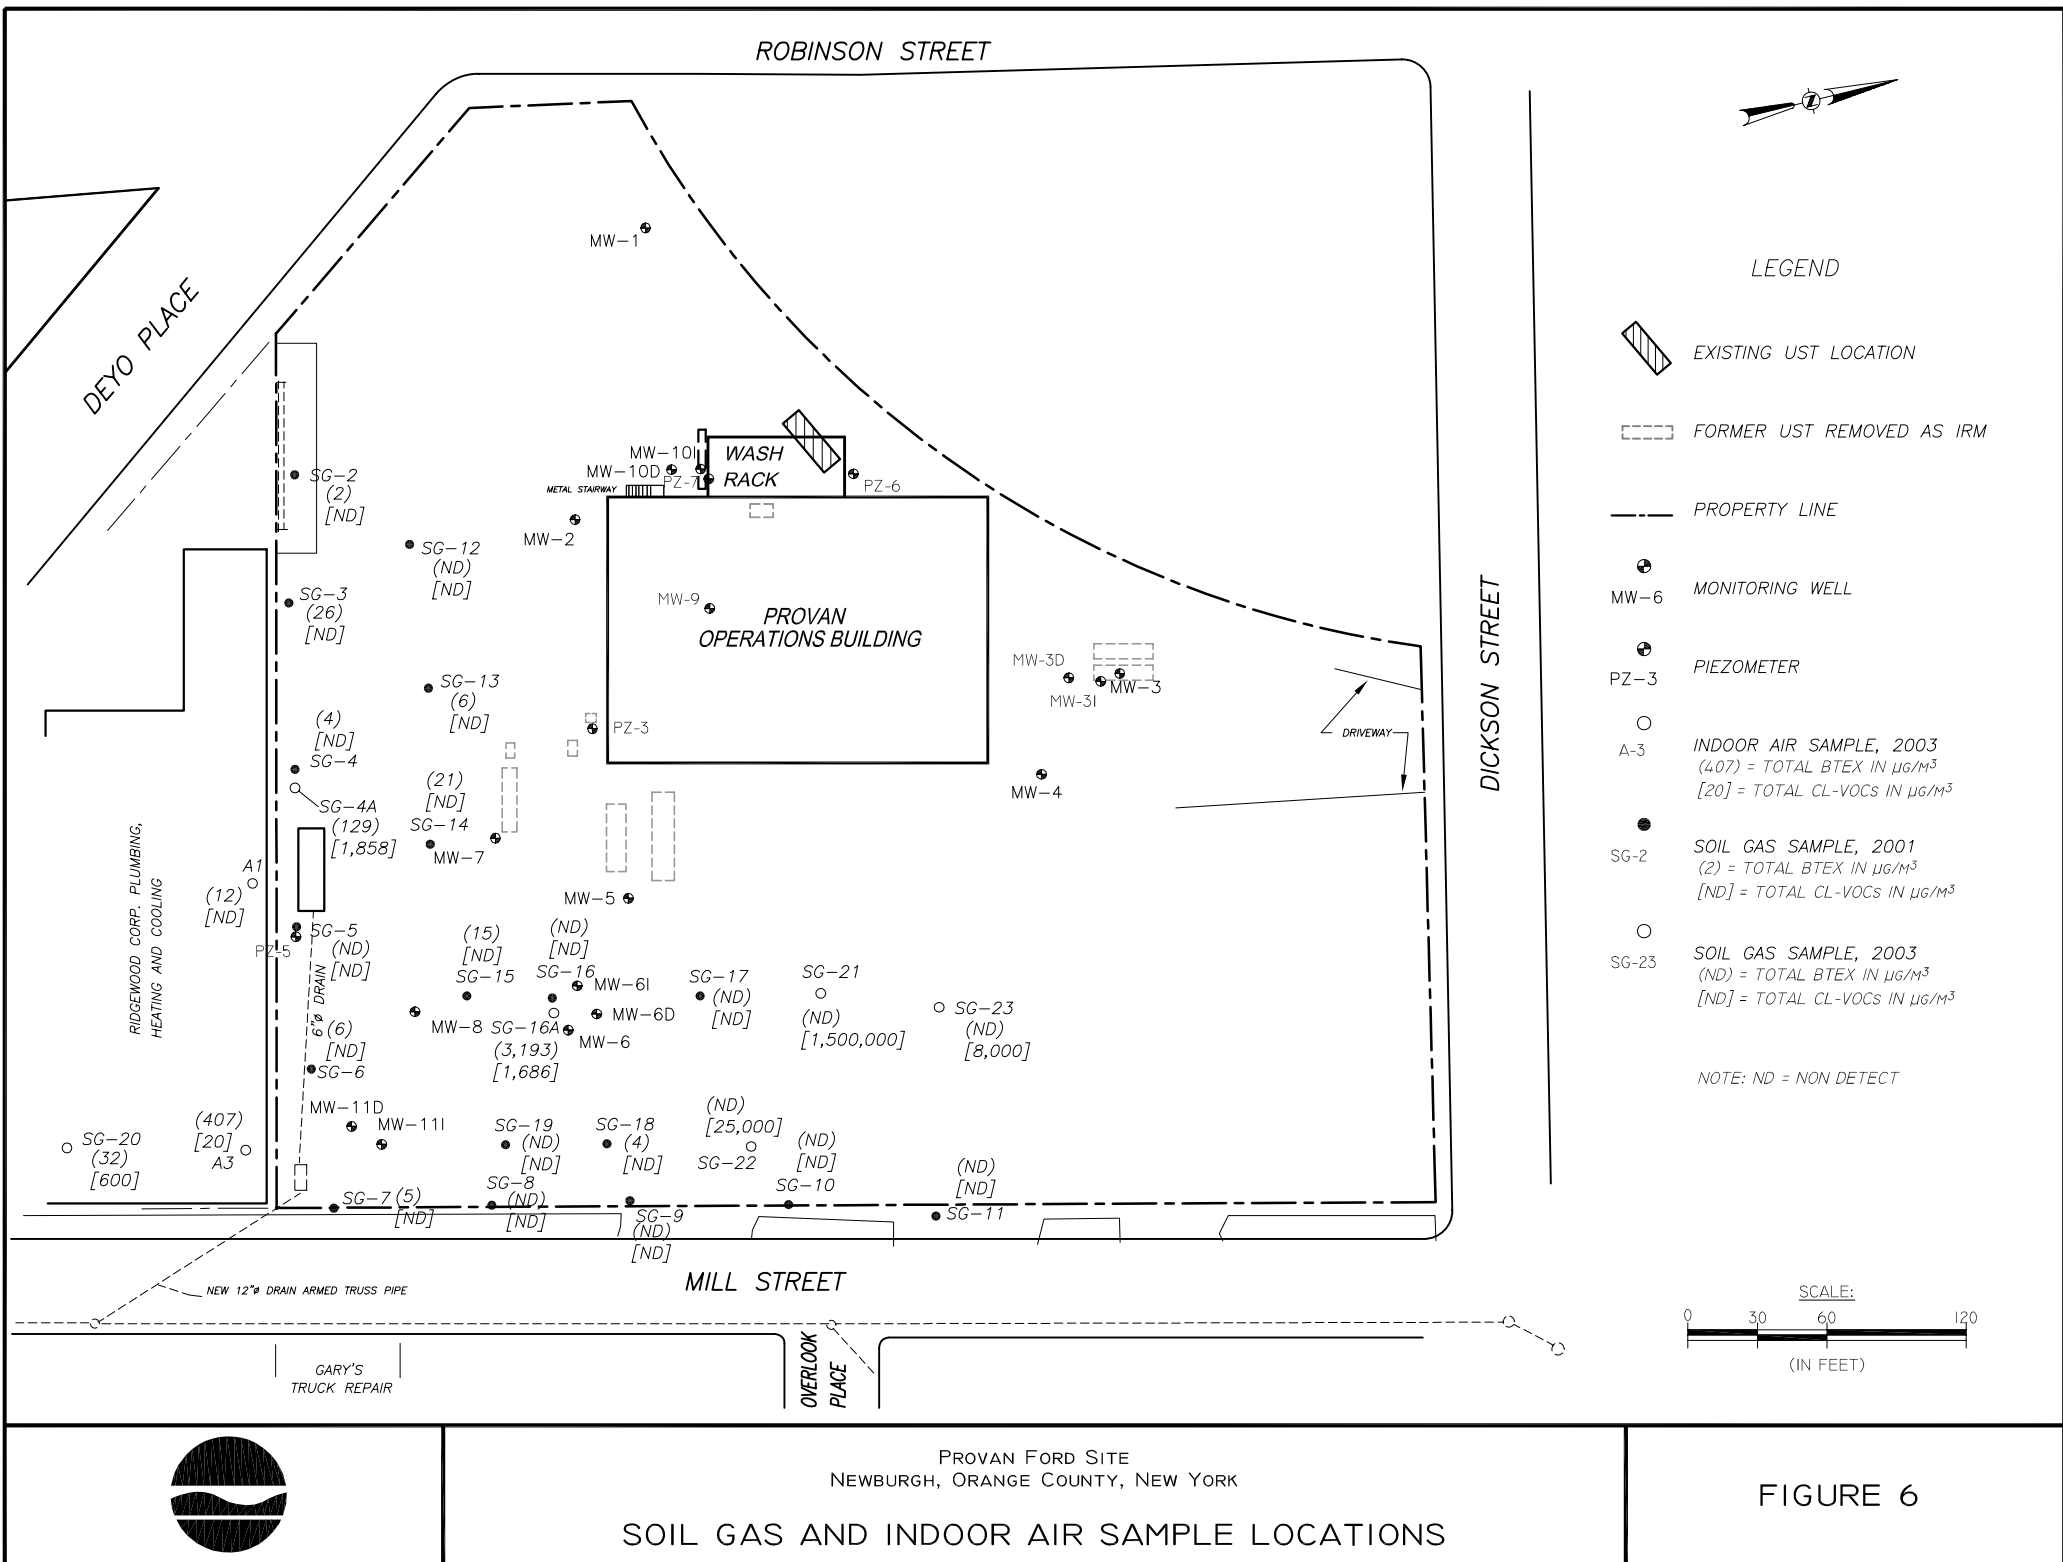 ROBINSON STREET
DEYO PLACE
MW-1
MW-10I
MW-10D
PZ-7
WASH
RACK
METAL STAIRWAY
PZ-6
MW-2
SG-2
(2)
[ND]
SG-12
(ND)
[ND]
SG-3
(26)
[ND]
MW-9
PROVAN
OPERATIONS BUILDING
SG-13
(6)
[ND]
MW-3D
MW-3I
MW-3
PZ-3
DRIVEWAY
DICKSON STREET
(4)
[ND]
SG-4
SG-4A
(129)
[1,858]
(21)
[ND]
SG-14
MW-7
MW-4
MW-5
RIDGEWOOD CORP. PLUMBING,
HEATING AND COOLING
A1
(12)
[ND]
SG-5
PZ-5
(ND)
[ND]
6"ø DRAIN
(15)
[ND]
SG-15
(ND)
[ND]
SG-16
MW-6I
MW-6D
MW-6
MW-8
SG-16A
(3,193)
[1,686]
SG-17
(ND)
[ND]
SG-21
(ND)
[1,500,000]
SG-23
(ND)
[8,000]
(6)
[ND]
SG-6
MW-11D
MW-11I
SG-20
(32)
[600]
(407)
[20]
A3
SG-19
(ND)
[ND]
SG-18
(4)
[ND]
(ND)
[25,000]
SG-22
(ND)
[ND]
SG-10
(ND)
[ND]
SG-11
SG-7 (5)
[ND]
SG-8
(ND)
[ND]
SG-9
(ND)
[ND]
MILL STREET
NEW 12"ø DRAIN ARMED TRUSS PIPE
GARY'S
TRUCK REPAIR
OVERLOOK
PLACE
Z
LEGEND
EXISTING UST LOCATION
FORMER UST REMOVED AS IRM
PROPERTY LINE
MW-6
MONITORING WELL
PZ-3
PIEZOMETER
A-3
INDOOR AIR SAMPLE, 2003
(407) = TOTAL BTEX IN µG/M³
[20] = TOTAL CL-VOCs IN µG/M³
SG-2
SOIL GAS SAMPLE, 2001
(2) = TOTAL BTEX IN µG/M³
[ND] = TOTAL CL-VOCs IN µG/M³
SG-23
SOIL GAS SAMPLE, 2003
(ND) = TOTAL BTEX IN µG/M³
[ND] = TOTAL CL-VOCs IN µG/M³
NOTE: ND = NON DETECT
SCALE:
0 30 60 120
(IN FEET)
PROVAN FORD SITE
NEWBURGH, ORANGE COUNTY, NEW YORK
SOIL GAS AND INDOOR AIR SAMPLE LOCATIONS
FIGURE 6